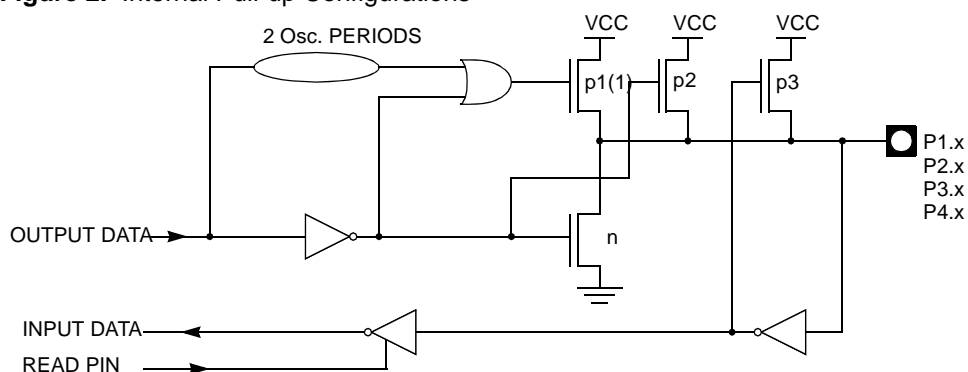 Figure 2. Internal Pull-up Configurations
2 Osc. PERIODS
VCC
VCC
VCC
p1(1)
p2
p3
P1.x
P2.x
P3.x
P4.x
OUTPUT DATA
n
INPUT DATA
READ PIN